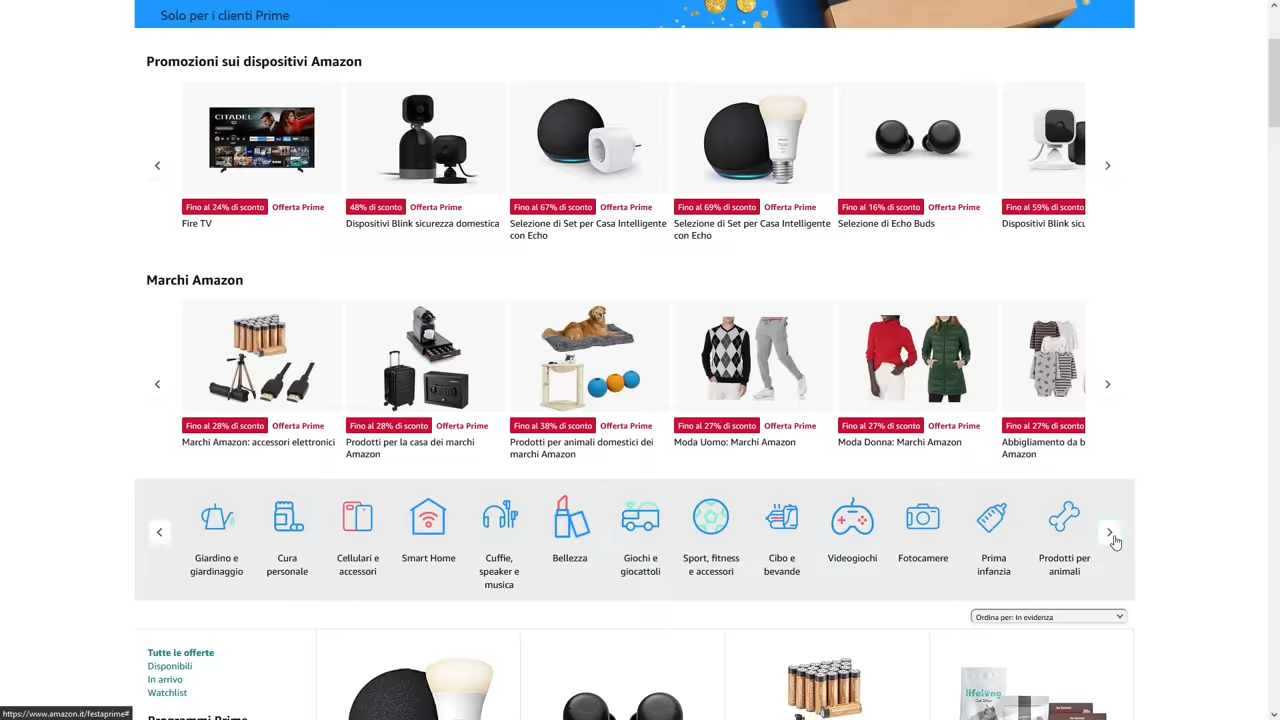 Solo per i clienti Prime
Promozioni sui dispositivi Amazon
CITADEL
Fino al 24% di sconto Offerta Prime
Fire TV
48% di sconto Offerta Prime
Dispositivi Blink sicurezza domestica
Fino al 67% di sconto Offerta Prime
Selezione di Set per Casa Intelligente
con Echo
Fino al 69% di sconto Offerta Prime
Selezione di Set per Casa Intelligente
con Echo
Fino al 16% di sconto Offerta Prime
Selezione di Echo Buds
Fino al 59% di sconto
Dispositivi Blink sicu
Marchi Amazon
Fino al 28% di sconto Offerta Prime
Marchi Amazon: accessori elettronici
Fino al 28% di sconto Offerta Prime
Prodotti per la casa dei marchi
Amazon
Fino al 38% di sconto Offerta Prime
Prodotti per animali domestici dei
marchi Amazon
Fino al 27% di sconto Offerta Prime
Moda Uomo: Marchi Amazon
Fino al 27% di sconto Offerta Prime
Moda Donna: Marchi Amazon
Fino al 27% di sconto
Abbigliamento da b
Amazon
Giardino e
giardinaggio
Cura
personale
Cellulari e
accessori
Smart Home
Cuffie,
speaker e
musica
Bellezza
Giochi e
giocattoli
Sport, fitness
e accessori
Cibo e
bevande
Videogiochi
Fotocamere
Prima
infanzia
Prodotti per
animali
Ordina per: In evidenza
Tutte le offerte
Disponibili
In arrivo
Watchlist
Programmi Prime
lifelong
https://www.amazon.it/festaprime#